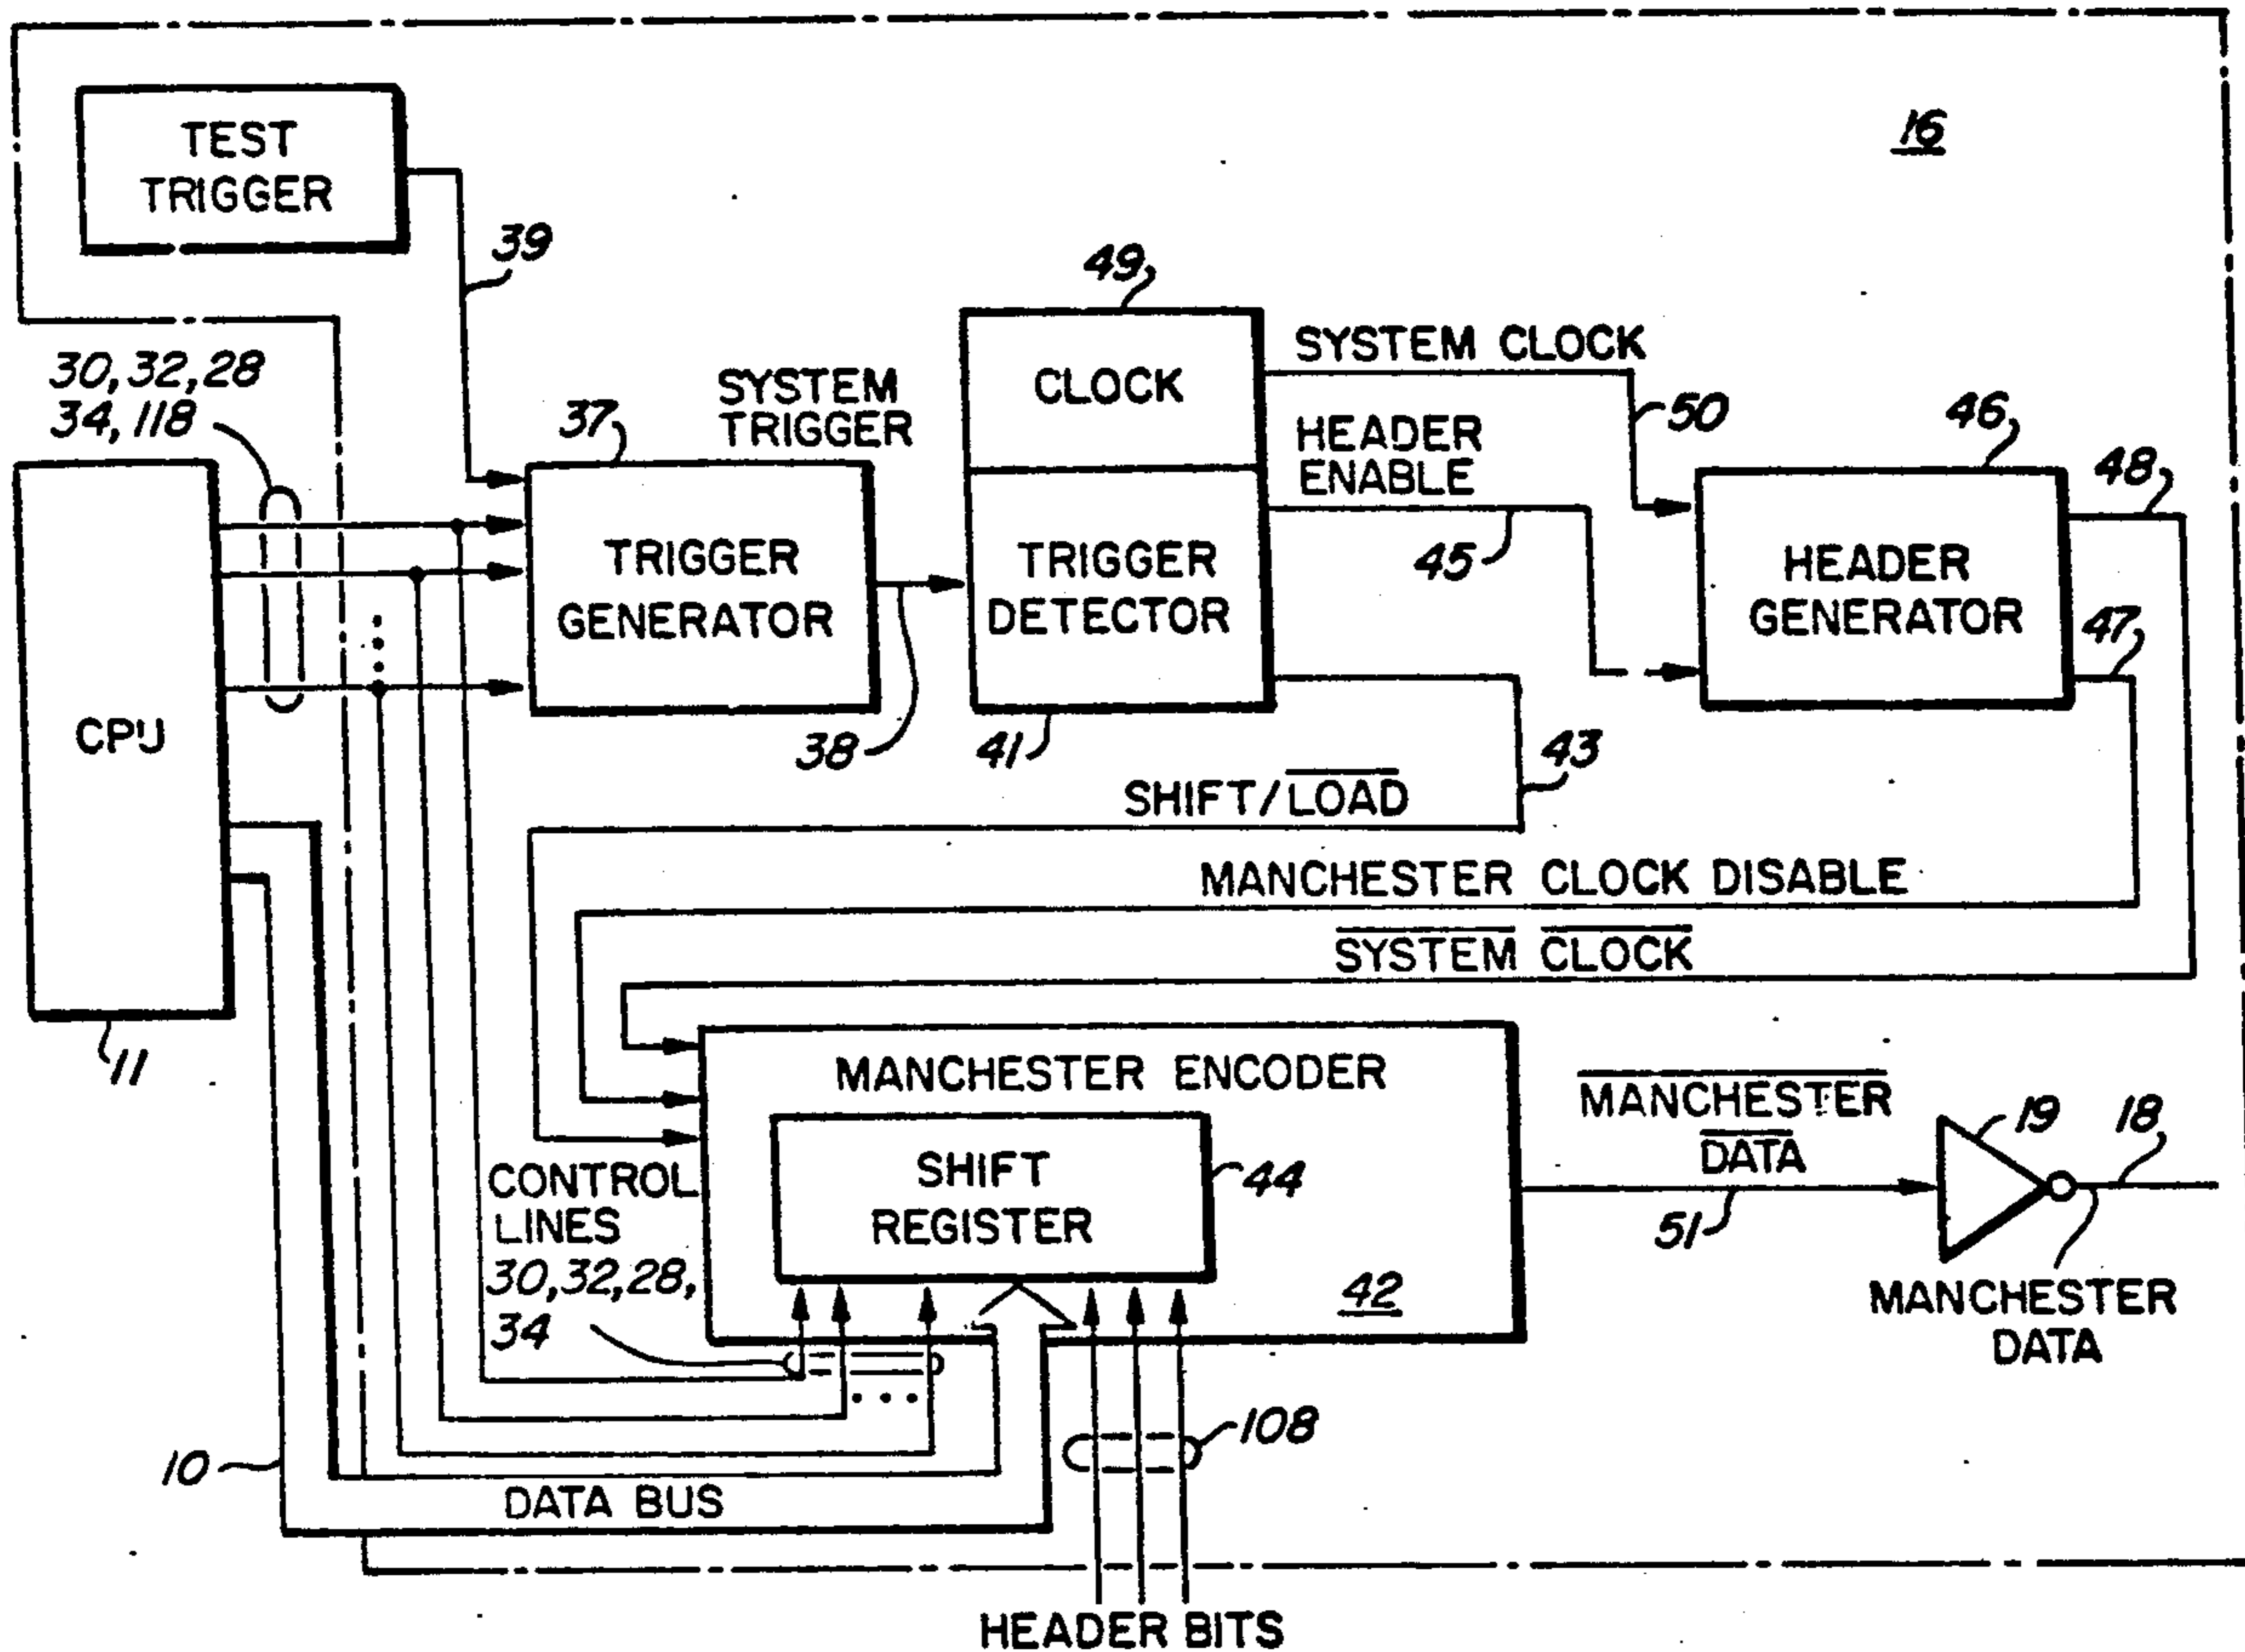 16
TEST
TRIGGER
39
49
30, 32, 28
34, 118
SYSTEM
TRIGGER
37
CLOCK
SYSTEM CLOCK
50
HEADER
ENABLE
46
48
TRIGGER
GENERATOR
TRIGGER
DETECTOR
45
HEADER
GENERATOR
47
CPU
38
41
43
SHIFT/LOAD
MANCHESTER CLOCK DISABLE
SYSTEM CLOCK
11
MANCHESTER ENCODER
MANCHESTER
DATA
19
18
SHIFT
REGISTER
44
CONTROL
LINES
30, 32, 28,
34
42
51
MANCHESTER
DATA
108
10
DATA BUS
HEADER BITS